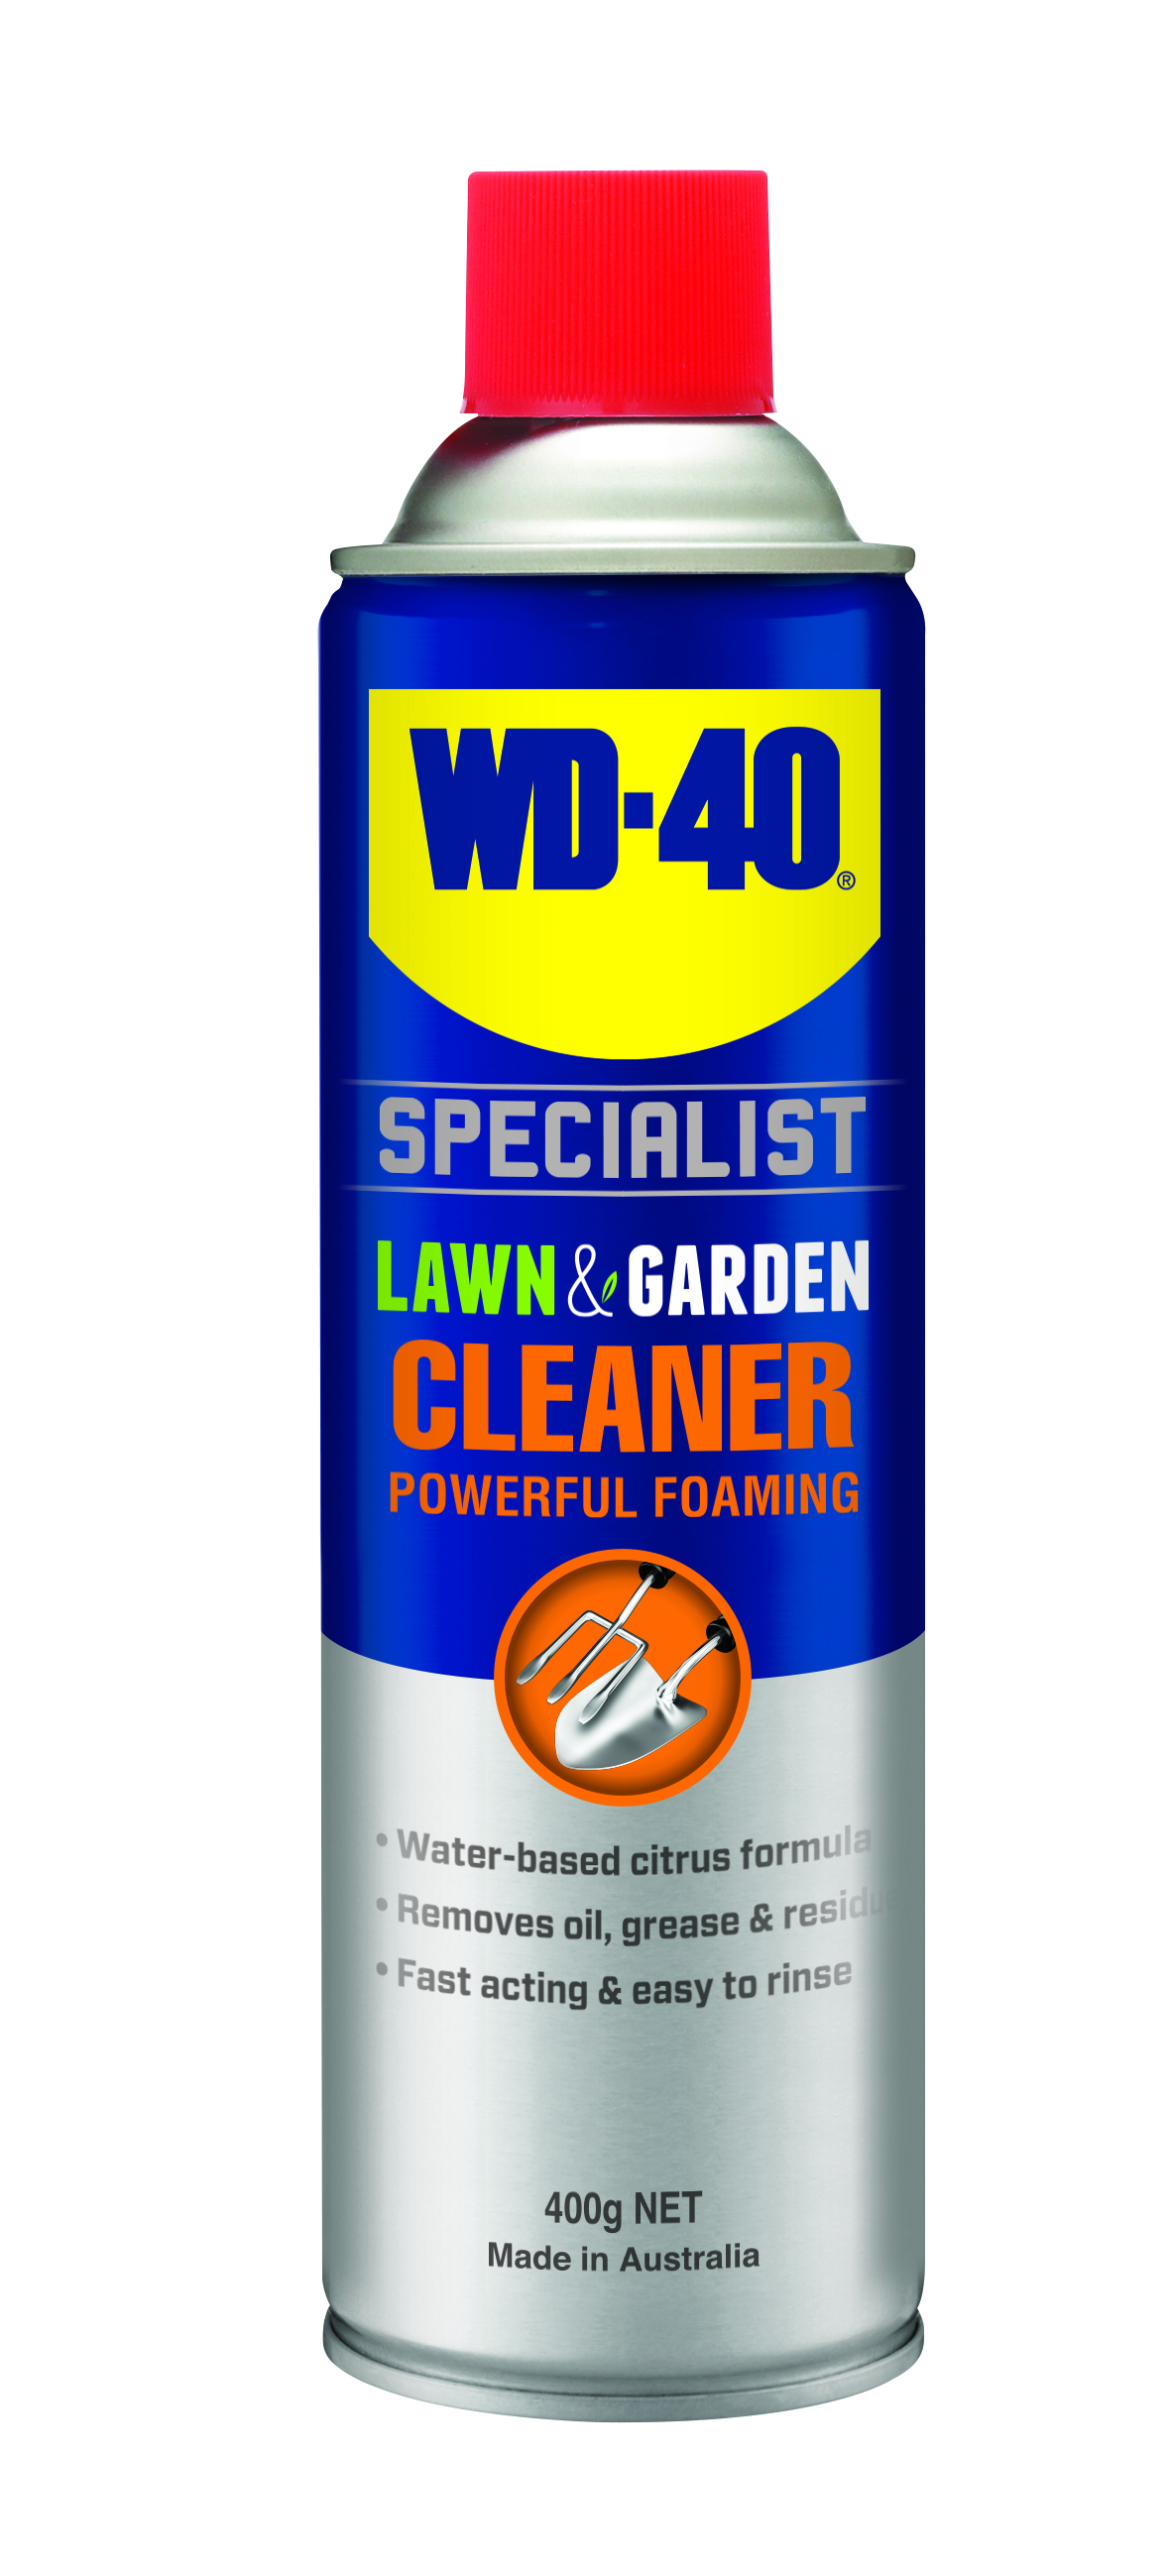 WD-40®
SPECIALIST
LAWN & GARDEN
CLEANER
POWERFUL FOAMING
• Water-based citrus formula
• Removes oil, grease & residue
• Fast acting & easy to rinse
400g NET
Made in Australia